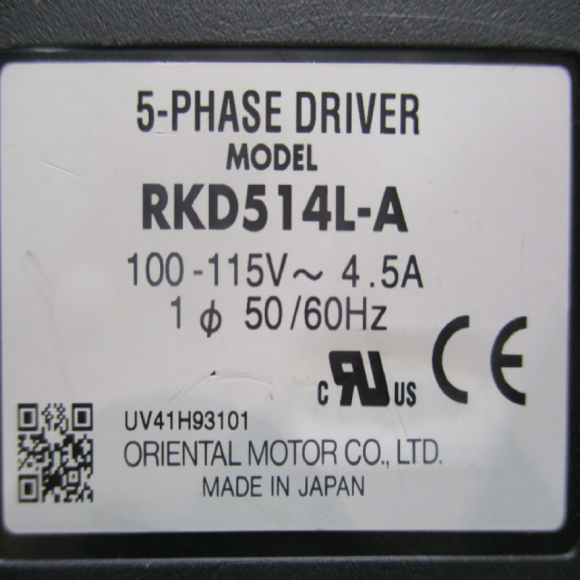 5-PHASE DRIVER
MODEL
RKD514L-A
100-115V~ 4.5A
1 ϕ 50/60Hz
c RU US CE
UV41H93101
ORIENTAL MOTOR CO., LTD.
MADE IN JAPAN